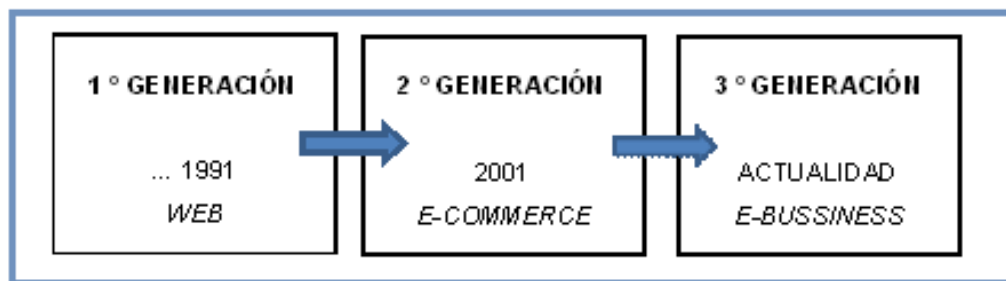 1 º GENERACIÓN
... 1991
WEB
2 º GENERACIÓN
2001
E-COMMERCE
3 º GENERACIÓN
ACTUALIDAD
E-BUSSINESS